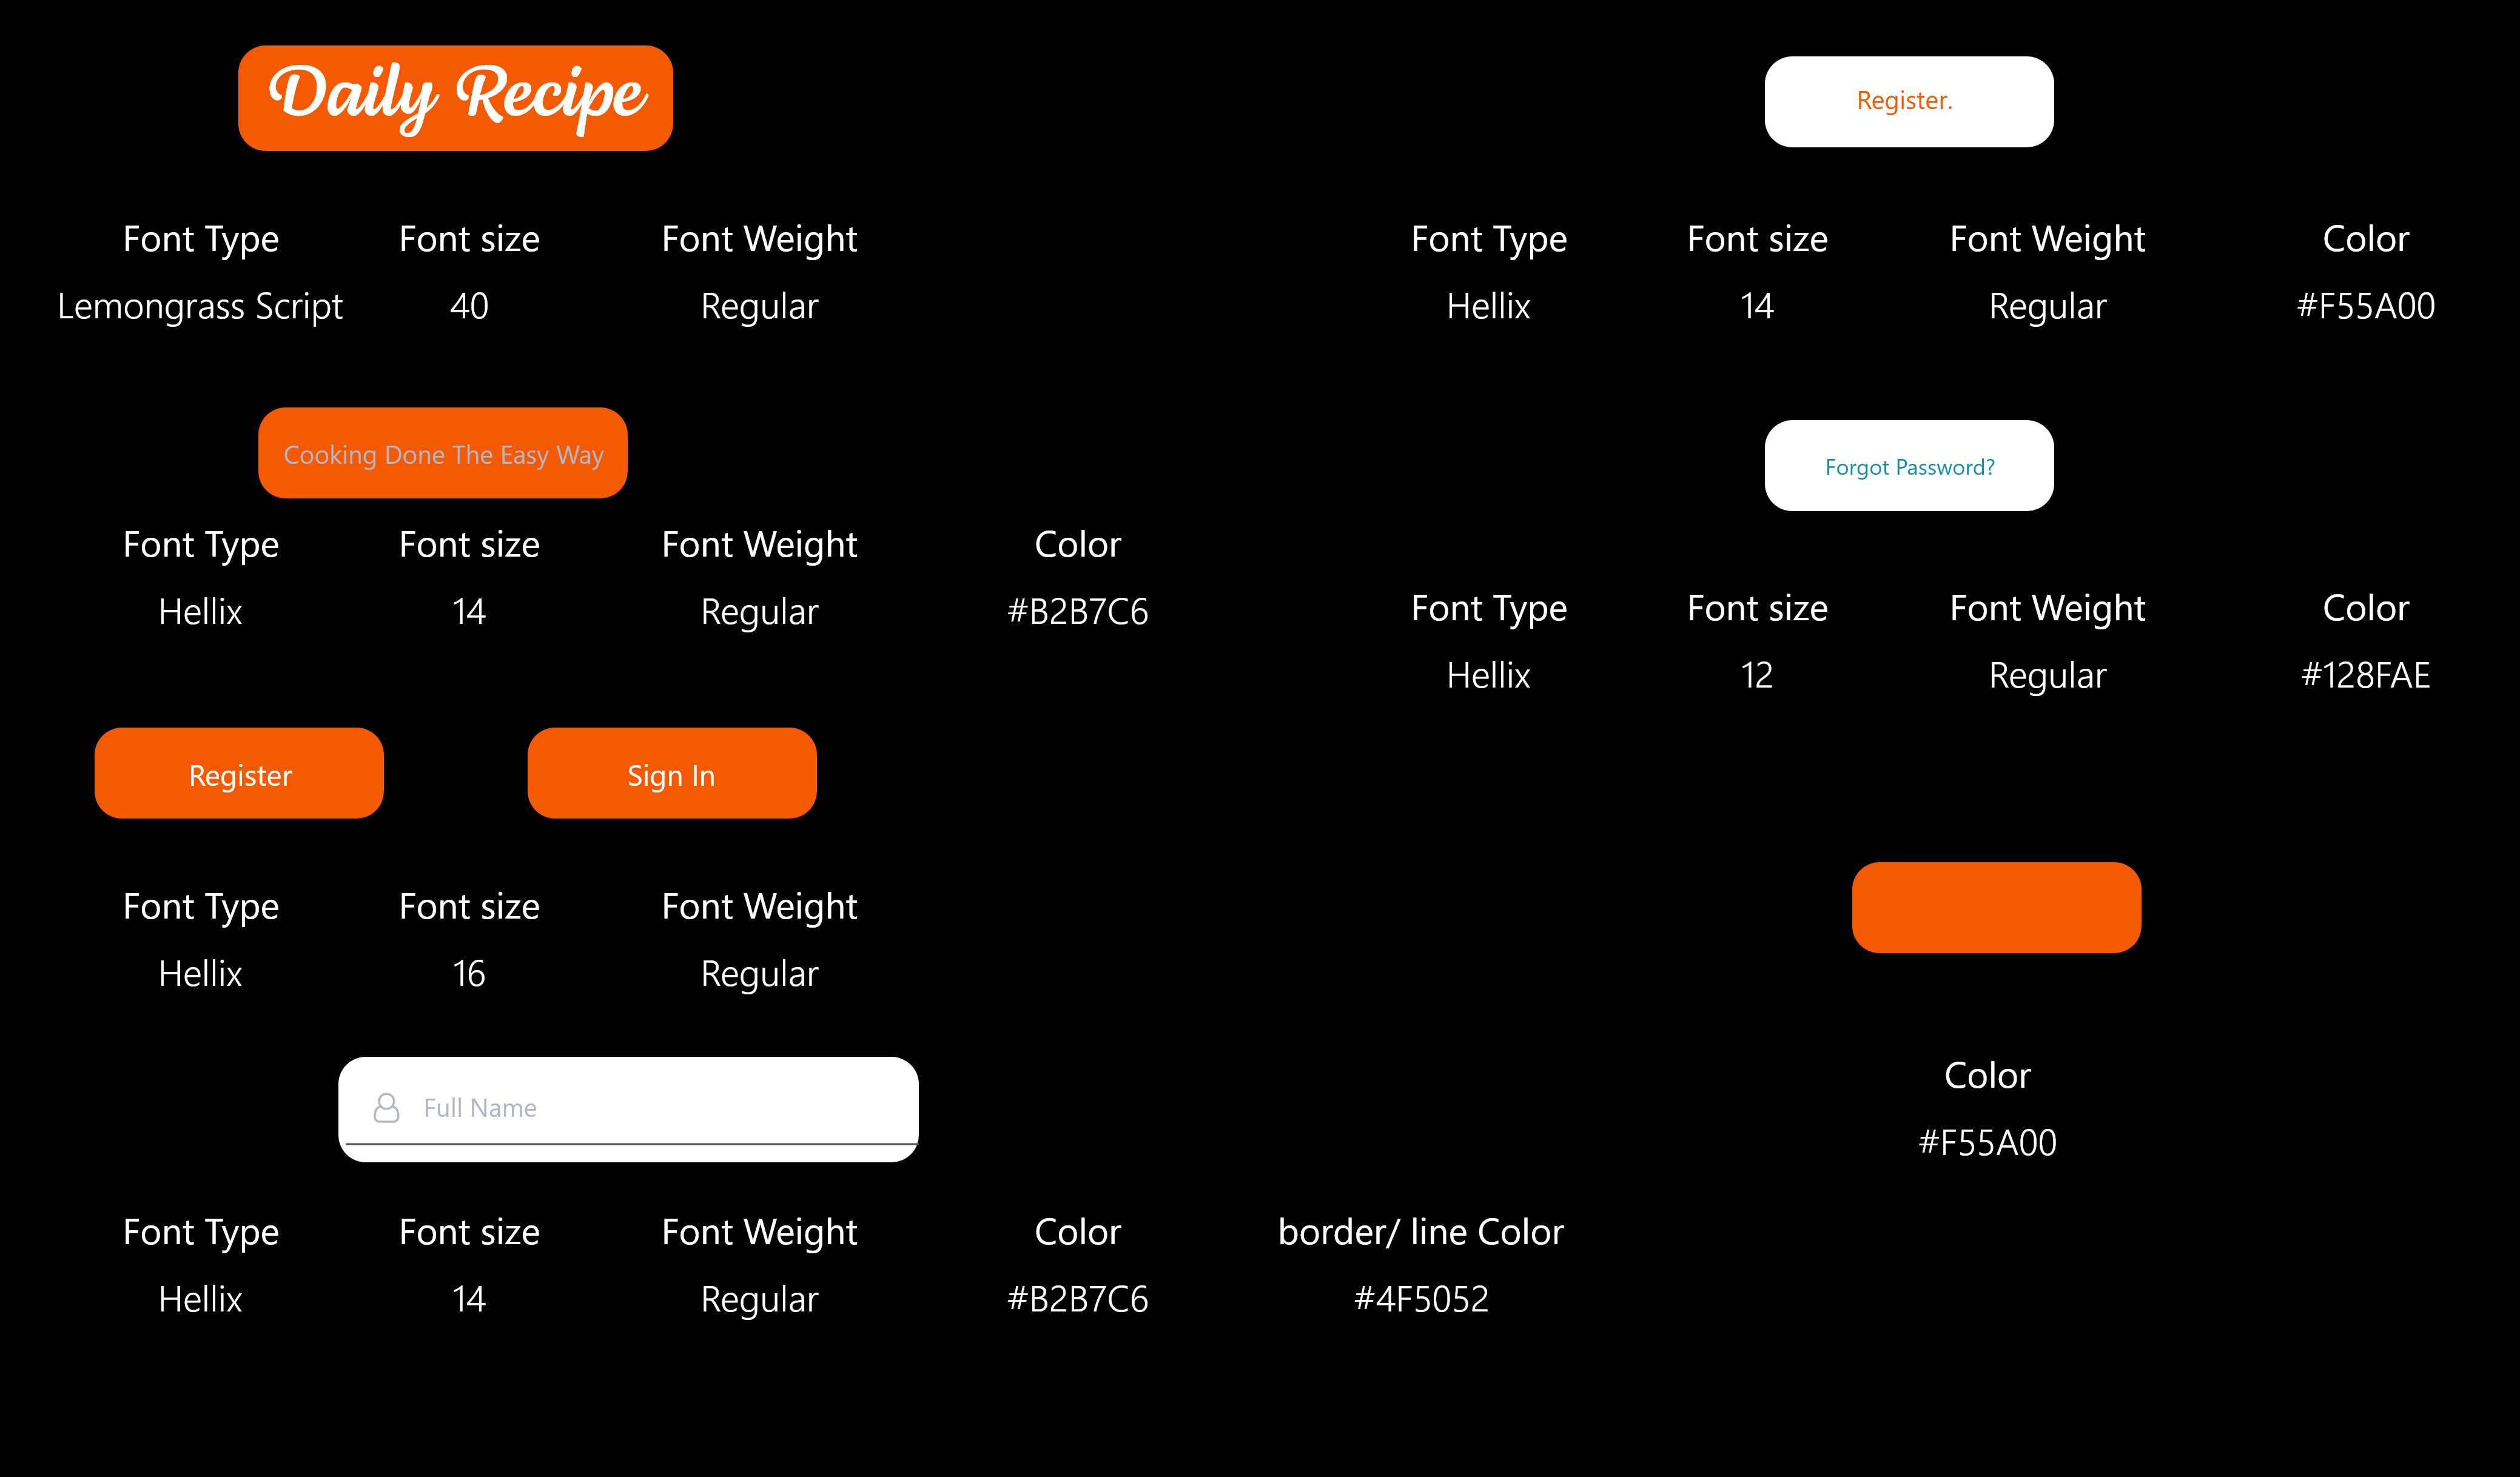 Daily Recipe
Font Type Font size Font Weight
Lemongrass Script 40 Regular
Cooking Done The Easy Way
Font Type Font size Font Weight Color
Hellix 14 Regular #B2B7C6
Register Sign In
Font Type Font size Font Weight
Hellix 16 Regular
Full Name
Font Type Font size Font Weight Color border/ line Color
Hellix 14 Regular #B2B7C6 #4F5052
Register.
Font Type Font size Font Weight Color
Hellix 14 Regular #F55A00
Forgot Password?
Font Type Font size Font Weight Color
Hellix 12 Regular #128FAE
Color
#F55A00